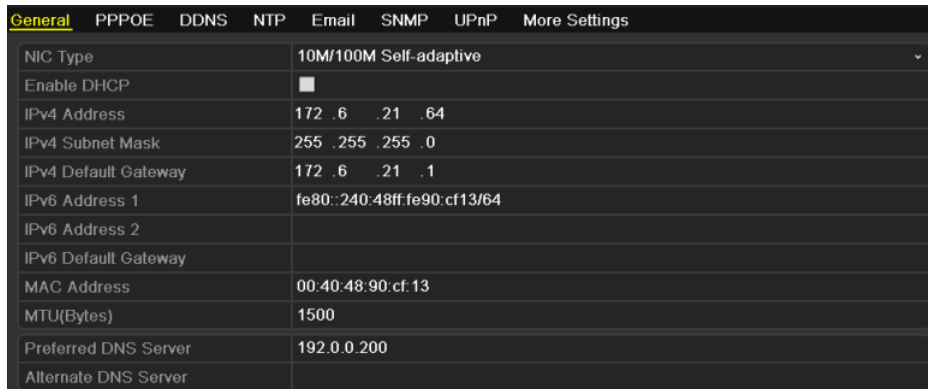 General PPPOE DDNS NTP Email SNMP UPnP More Settings
NIC Type 10M/100M Self-adaptive
Enable DHCP
IPv4 Address 172 .6 .21 .64
IPv4 Subnet Mask 255 .255 .255 .0
IPv4 Default Gateway 172 .6 .21 .1
IPv6 Address 1 fe80::240:48ff:fe90:cf13/64
IPv6 Address 2
IPv6 Default Gateway
MAC Address 00:40:48:90:cf:13
MTU(Bytes) 1500
Preferred DNS Server 192.0.0.200
Alternate DNS Server